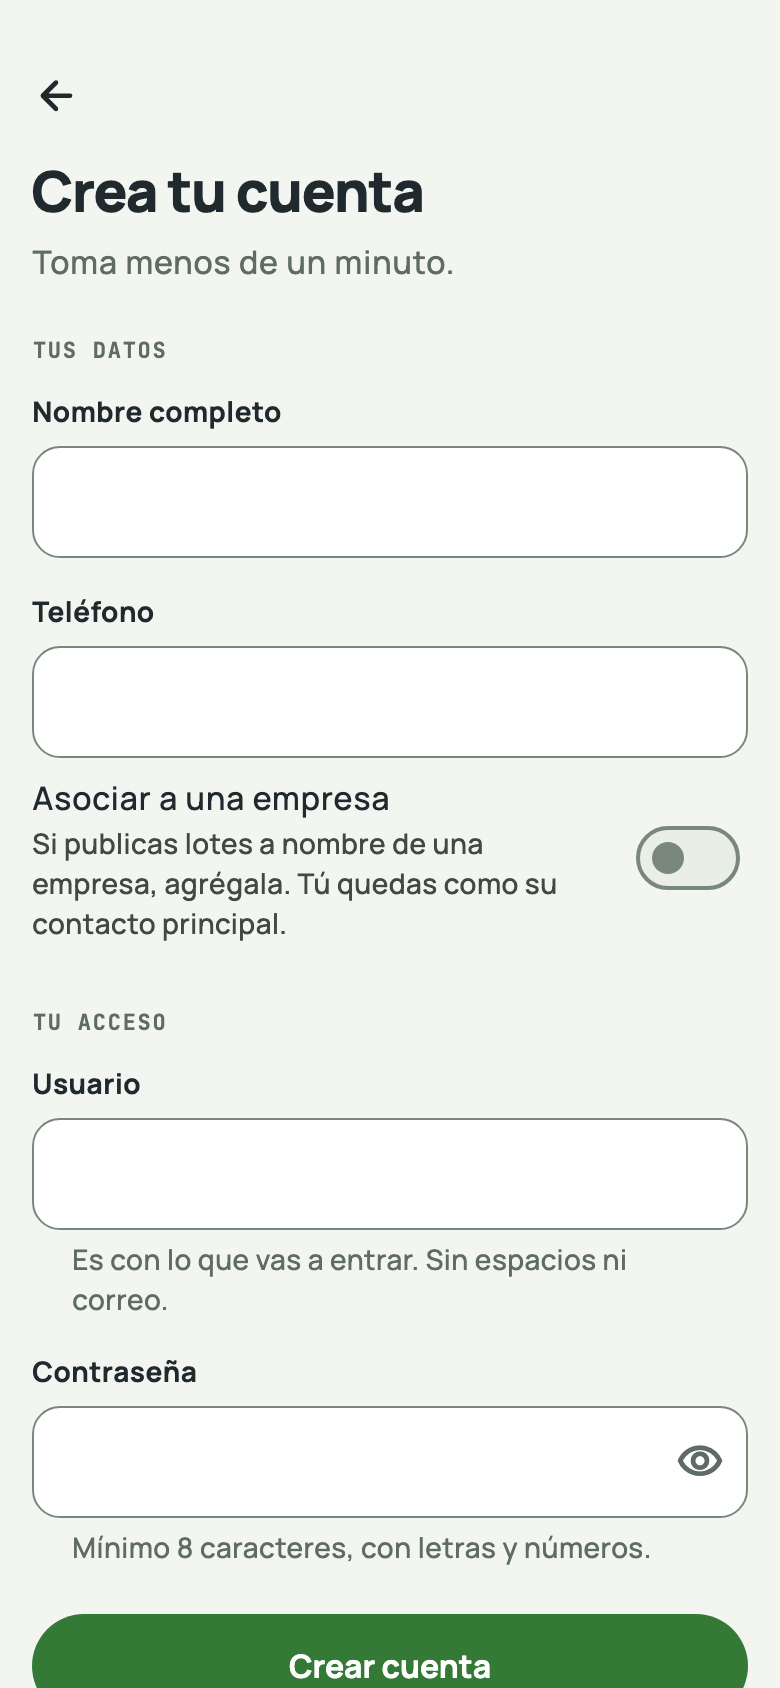 Crea tu cuenta
Toma menos de un minuto.
TUS DATOS
Nombre completo
Teléfono
Asociar a una empresa
Si publicas lotes a nombre de una
empresa, agrégala. Tú quedas como su
contacto principal.
TU ACCESO
Usuario
Es con lo que vas a entrar. Sin espacios ni
correo.
Contraseña
Mínimo 8 caracteres, con letras y números.
Crear cuenta